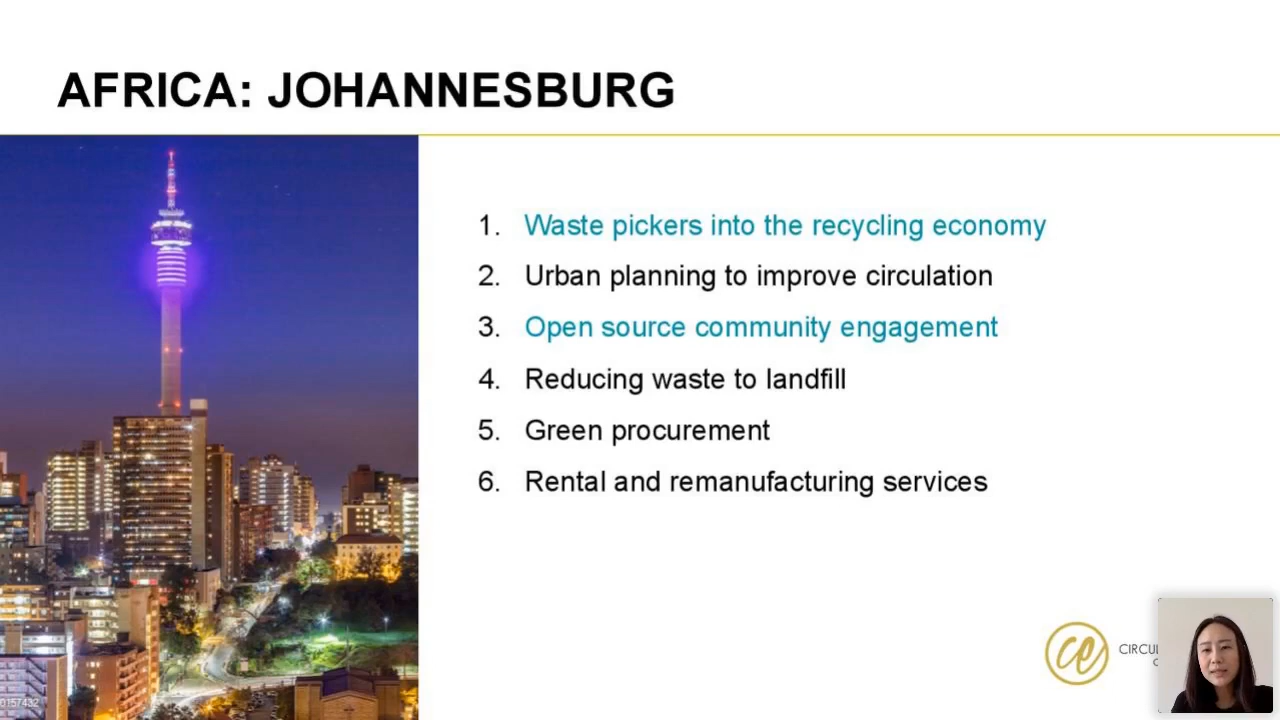 AFRICA: JOHANNESBURG
1. Waste pickers into the recycling economy
2. Urban planning to improve circulation
3. Open source community engagement
4. Reducing waste to landfill
5. Green procurement
6. Rental and remanufacturing services
ce